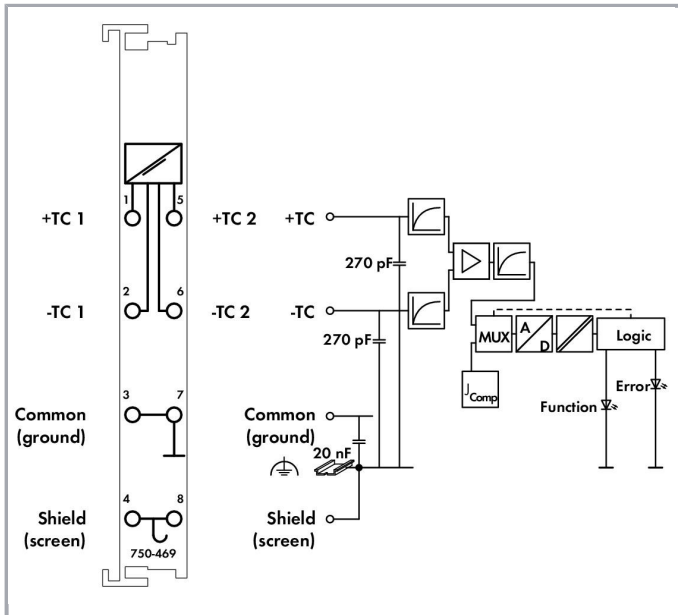 1
5
+TC 1
+TC 2
+TC
270 pF
2
6
-TC 1
-TC 2
-TC
270 pF
MUX
A
D
Logic
J Comp
Error
Function
3
7
Common
(ground)
Common
(ground)
20 nF
4
8
Shield
(screen)
Shield
(screen)
750-469